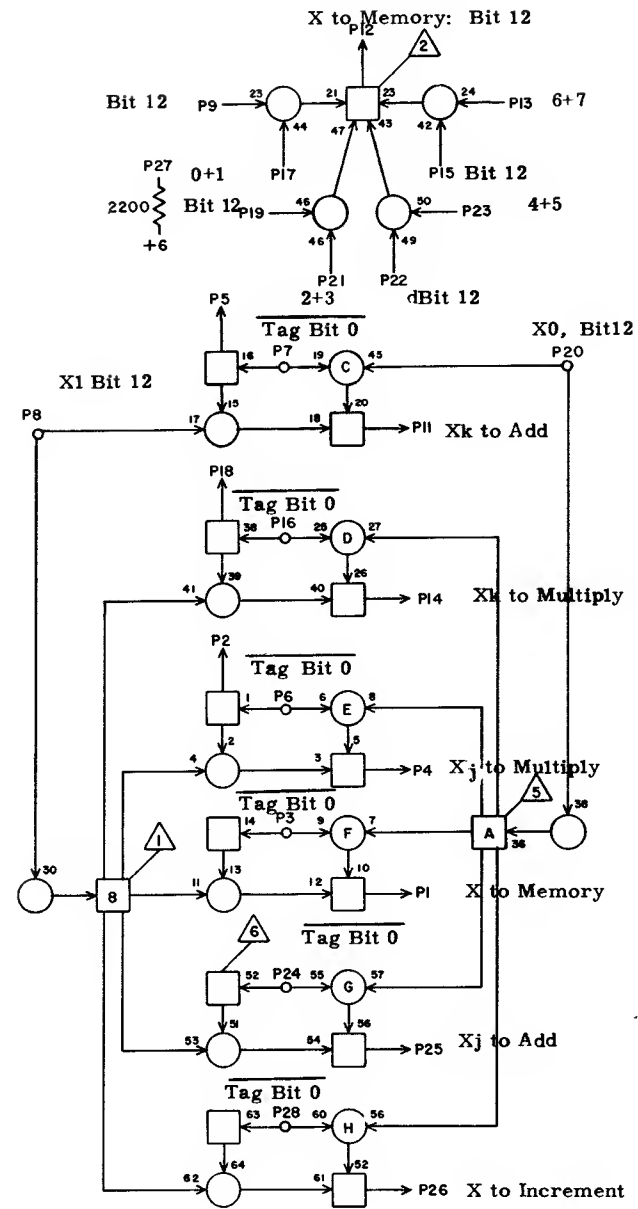 X to Memory: Bit 12
P12
2
Bit 12 P9 23 21 23 24 P13 6+7
44 47 43 42
P27 0+1 P17 P15 Bit 12
2200 Bit 12 P19 46 50 P23 4+5
+6 46 49
P21 P22
2+3 dBit 12
P5
Tag Bit 0 X0, Bit12
16 P7 19 C 45 P20
X1 Bit 12
P8 17 15 18 20 P11 Xk to Add
P18
Tag Bit 0
38 P16 25 D 27
41 39 40 26 P14 Xk to Multiply
P2
Tag Bit 0
1 P6 6 E 8
4 2 3 5 P4 Xj to Multiply
Tag Bit 0
5
14 P3 9 F 7 A 36 38
1
30 8 11 13 12 10 P1 X to Memory
Tag Bit 0
6
52 P24 55 G 57
53 51 54 56 P25 Xj to Add
Tag Bit 0
63 P28 60 H 56
62 64 61 52 P26 X to Increment